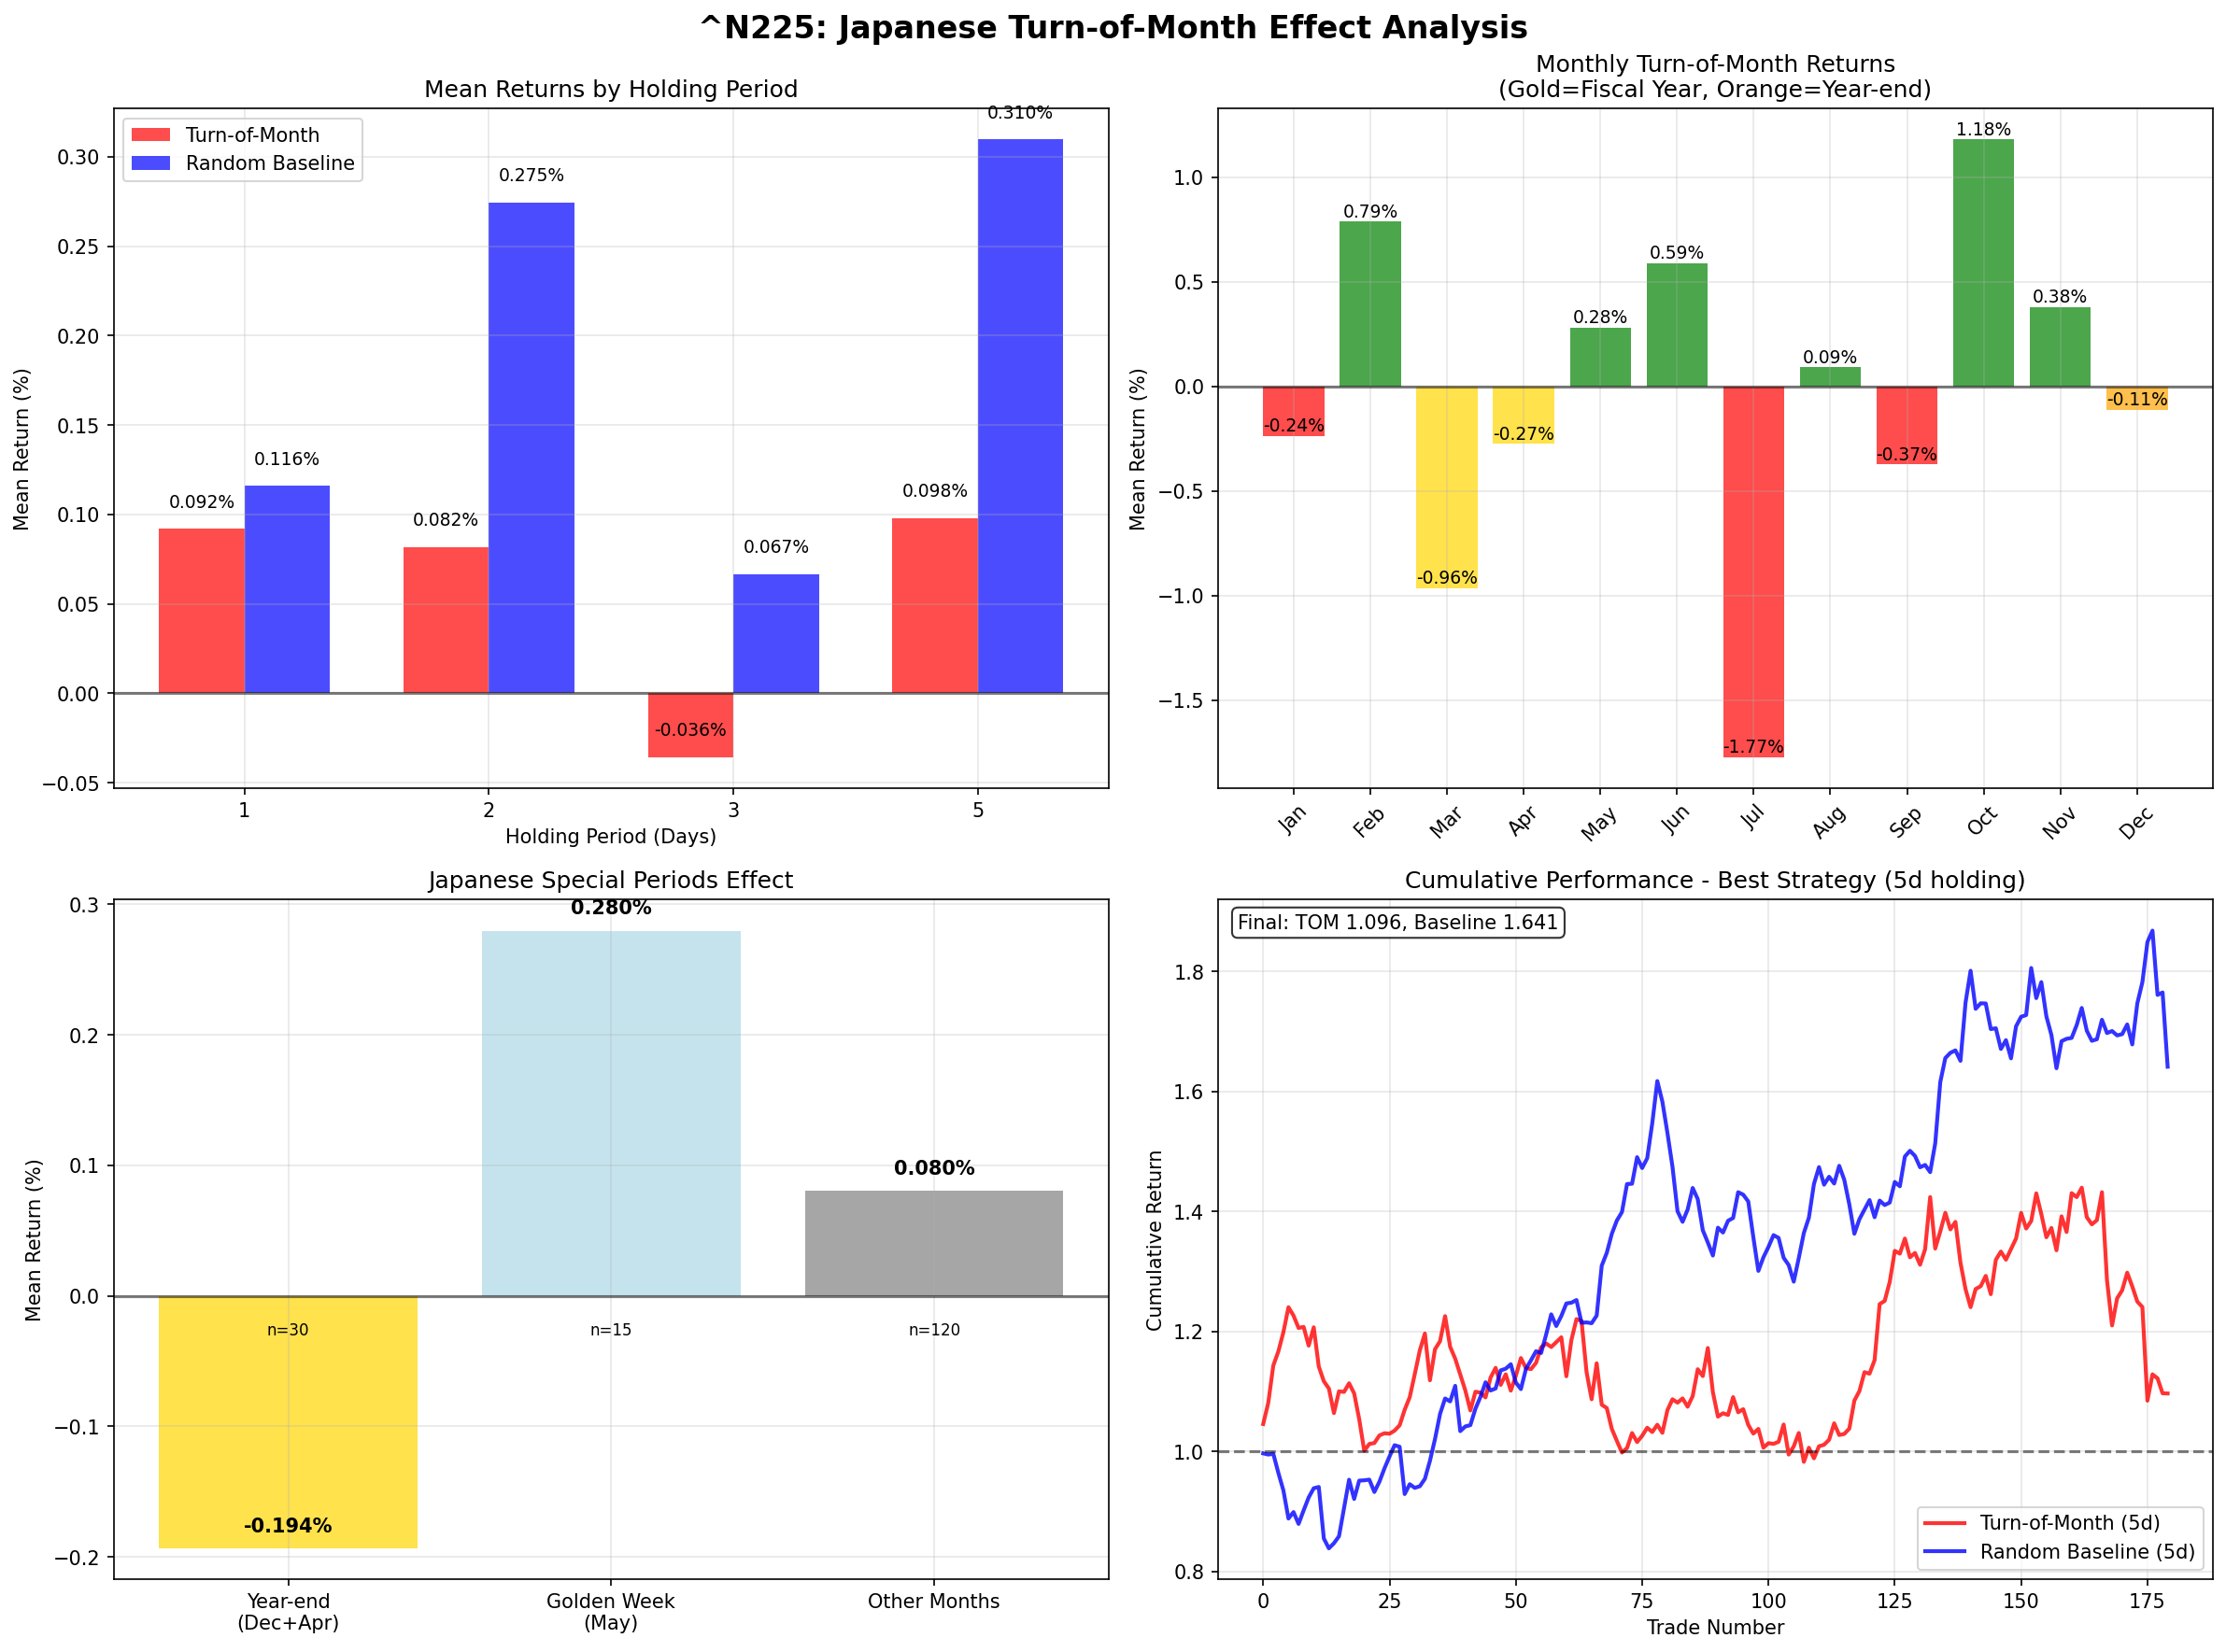 ^N225: Japanese Turn-of-Month Effect Analysis
Mean Returns by Holding Period
Turn-of-Month
Random Baseline
0.092%
0.116%
0.082%
0.275%
-0.036%
0.067%
0.098%
0.310%
0.30
0.25
0.20
0.15
0.10
0.05
0.00
−0.05
Mean Return (%)
1
2
3
5
Holding Period (Days)
Monthly Turn-of-Month Returns
(Gold=Fiscal Year, Orange=Year-end)
-0.24%
0.79%
-0.96%
-0.27%
0.28%
0.59%
-1.77%
0.09%
-0.37%
1.18%
0.38%
-0.11%
1.0
0.5
0.0
−0.5
−1.0
−1.5
Mean Return (%)
Jan
Feb
Mar
Apr
May
Jun
Jul
Aug
Sep
Oct
Nov
Dec
Japanese Special Periods Effect
-0.194%
0.280%
0.080%
n=30
n=15
n=120
0.3
0.2
0.1
0.0
−0.1
−0.2
Mean Return (%)
Year-end
(Dec+Apr)
Golden Week
(May)
Other Months
Cumulative Performance - Best Strategy (5d holding)
Final: TOM 1.096, Baseline 1.641
1.8
1.6
1.4
1.2
1.0
0.8
Cumulative Return
Turn-of-Month (5d)
Random Baseline (5d)
0
25
50
75
100
125
150
175
Trade Number